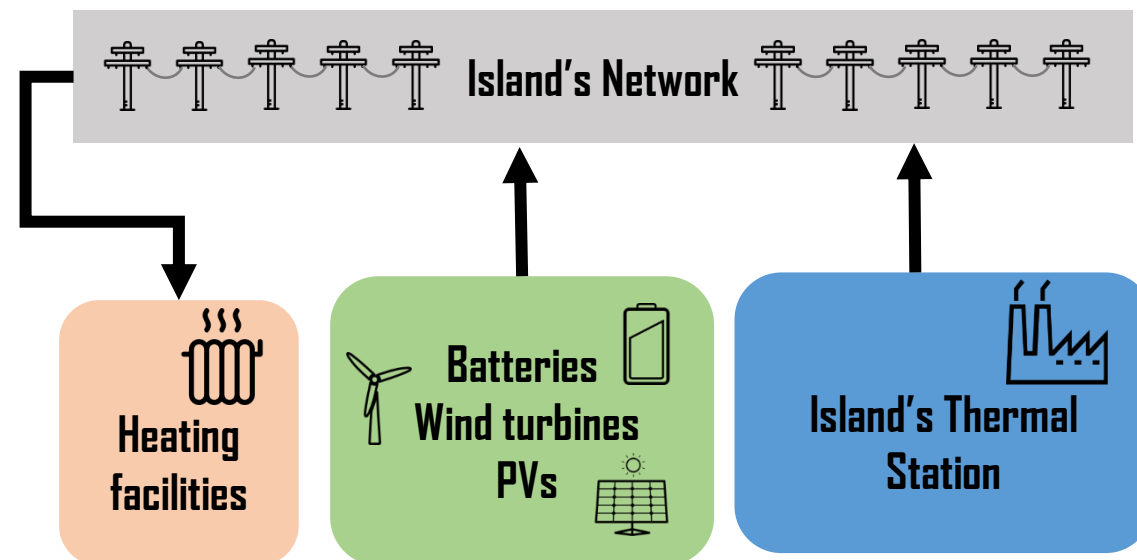 Island's Network
Heating
facilities
Batteries
Wind turbines
PVs
Island's Thermal
Station